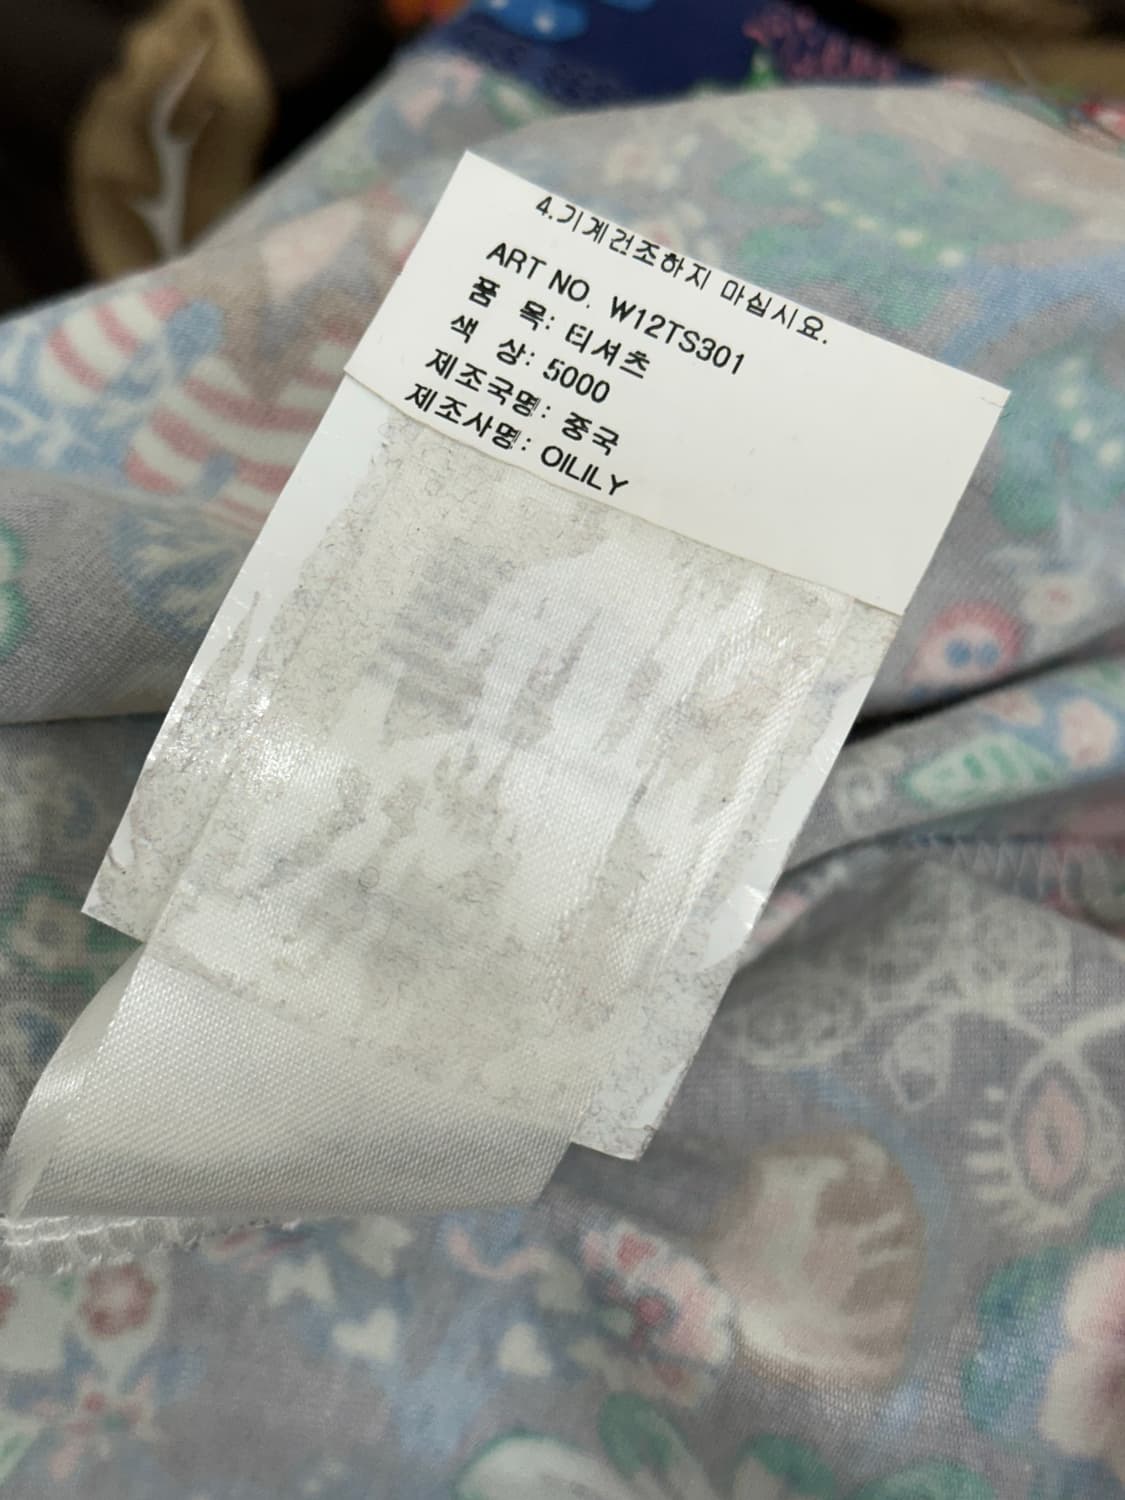 4.기계건조하지 마십시요.
ART NO. W12TS301
품 목: 티셔츠
색 상: 5000
제조국명: 중국
제조사명: OILILY